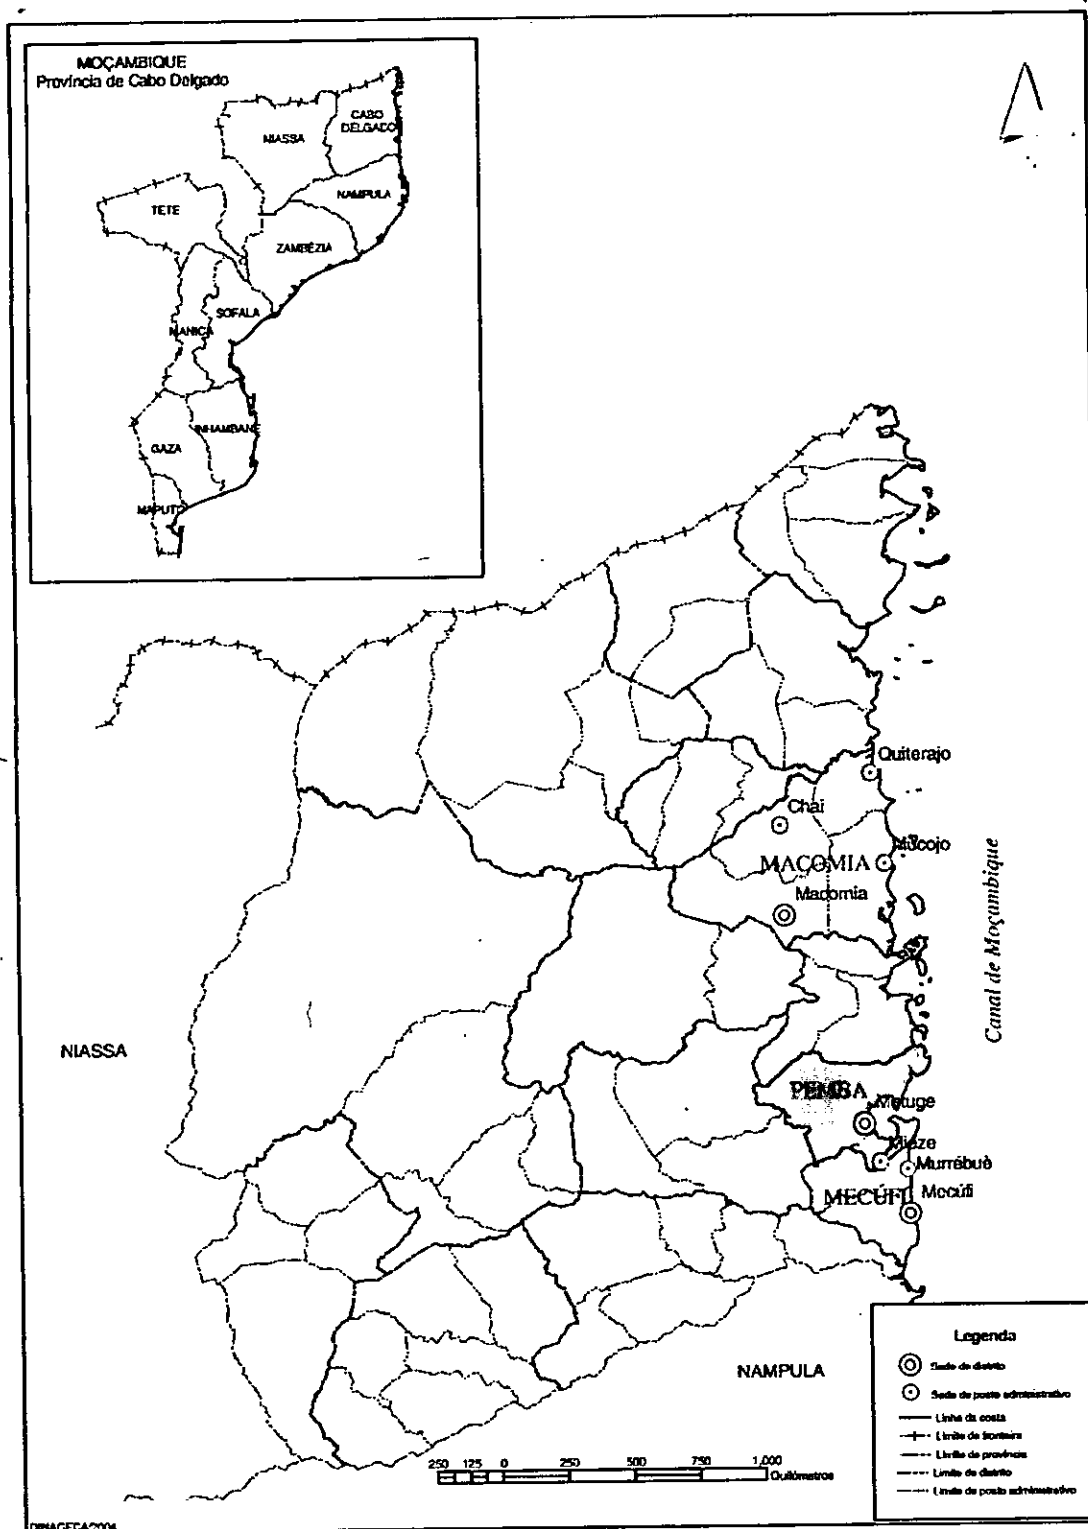 MOÇAMBIQUE
Província de Cabo Delgado
CABO
DELGADO
NIASSA
NAMPULA
TETE
ZAMBÉZIA
SOFALA
MANICA
INHAMBANE
GAZA
MAPUTO
Quiterajo
Chai
Mucojo
MACOMIA
Macomia
Canal de Moçambique
NIASSA
PEMBA
Metuge
Mieze
Murrébuè
MECÚFI
Mecúfi
NAMPULA
Legenda
Sede de distrito
Sede de posto administrativo
Linha da costa
Limite de fronteira
Limite de província
Limite de distrito
Limite de posto administrativo
250 125 0 250 500 750 1,000
Quilómetros
DINAGECA2004